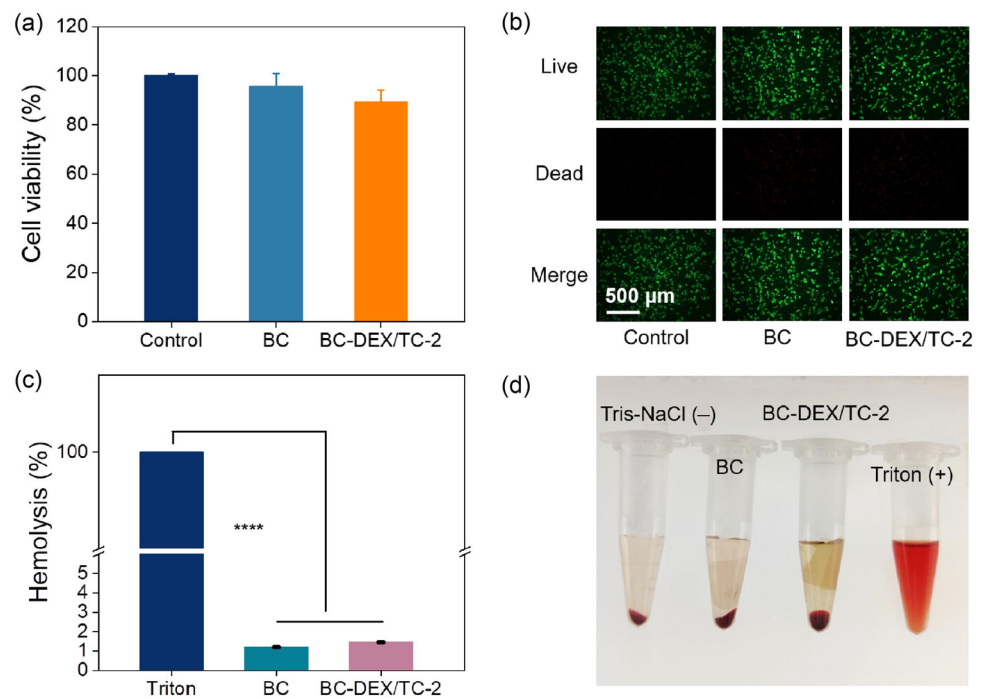 (a)
Cell viability (%)
120
100
80
60
40
20
0
Control BC BC-DEX/TC-2
(b)
Live
Dead
Merge
500 µm
Control BC BC-DEX/TC-2
(c)
Hemolysis (%)
100
5
4
3
2
1
0
****
Triton BC BC-DEX/TC-2
(d)
Tris-NaCl (–) BC-DEX/TC-2
BC Triton (+)